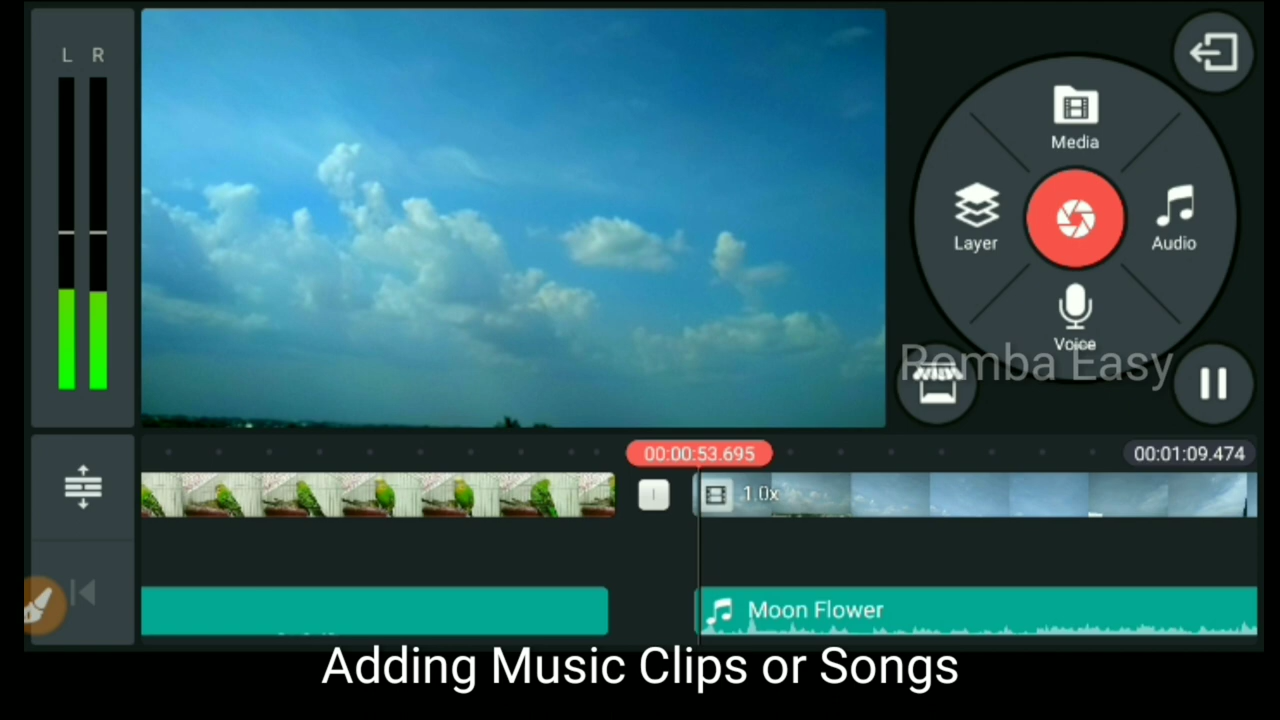 L R
Media
Layer
Audio
Voice
Romba Easy
00:00:53.695
00:01:09.474
1.0x
Moon Flower
Adding Music Clips or Songs